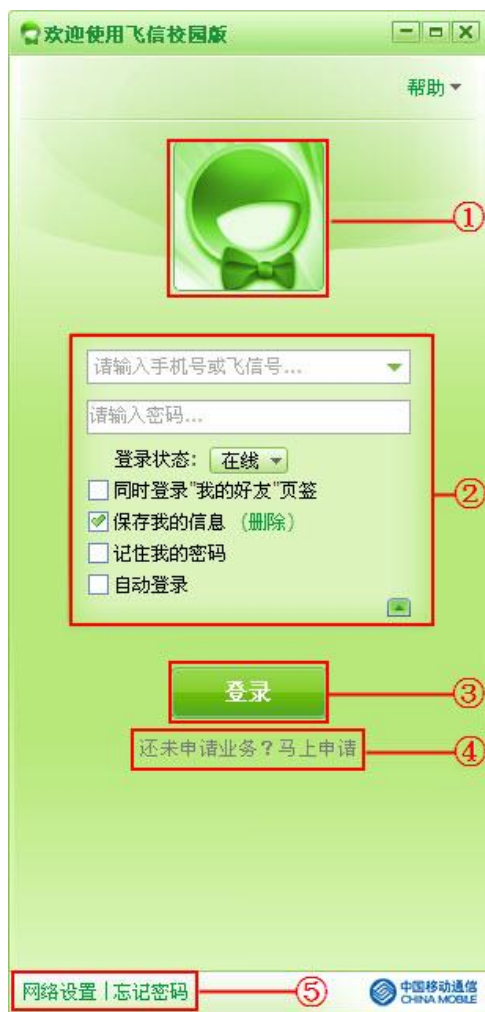 欢迎使用飞信校园版
帮助
①
请输入手机号或飞信号...
请输入密码...
登录状态: 在线
同时登录"我的好友"页签
②
保存我的信息 (删除)
记住我的密码
自动登录
登录
③
还未申请业务?马上申请
④
网络设置|忘记密码
⑤
中国移动通信
CHINA MOBILE